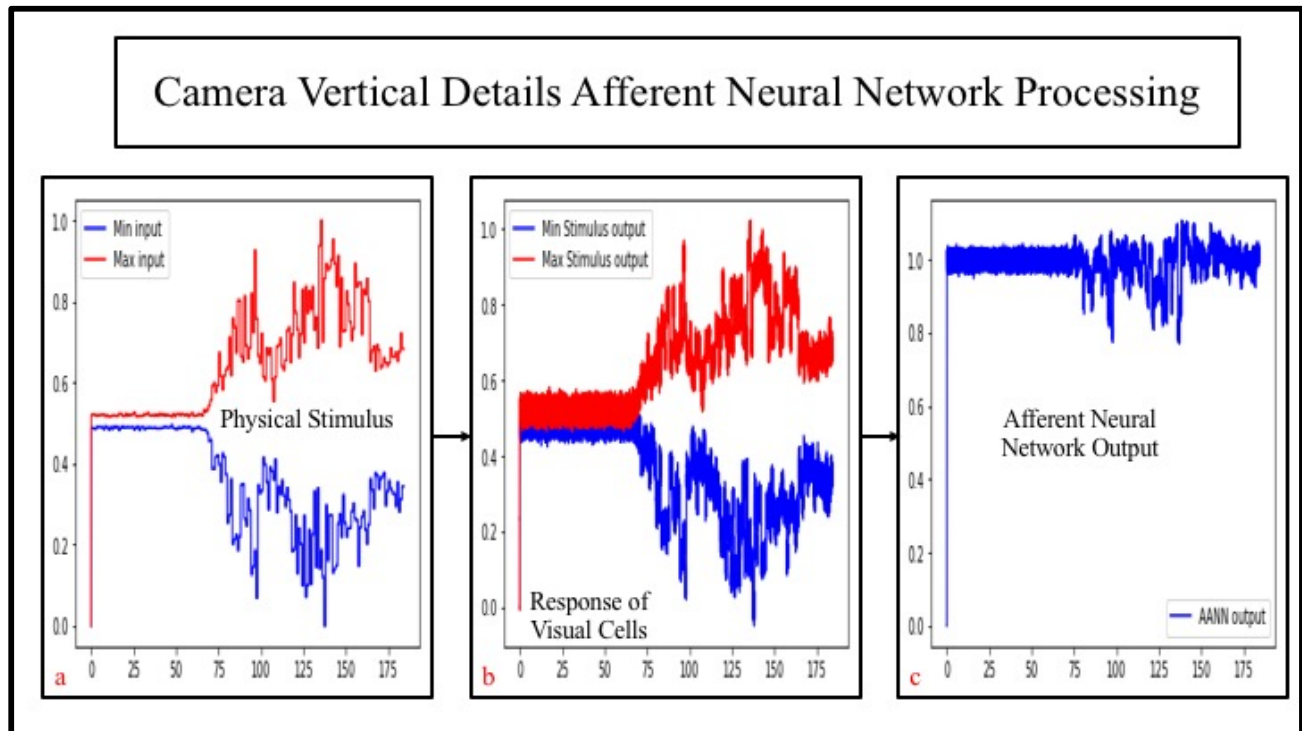 Camera Vertical Details Afferent Neural Network Processing
Min input
Max input
1.0
0.8
0.6
0.4
0.2
0.0
Physical Stimulus
0 25 50 75 100 125 150 175
a
Min Stimulus output
Max Stimulus output
1.0
0.8
0.6
0.4
0.2
0.0
Response of
Visual Cells
0 25 50 75 100 125 150 175
b
1.0
0.8
0.6
0.4
0.2
0.0
Afferent Neural
Network Output
AANN output
0 25 50 75 100 125 150 175
c